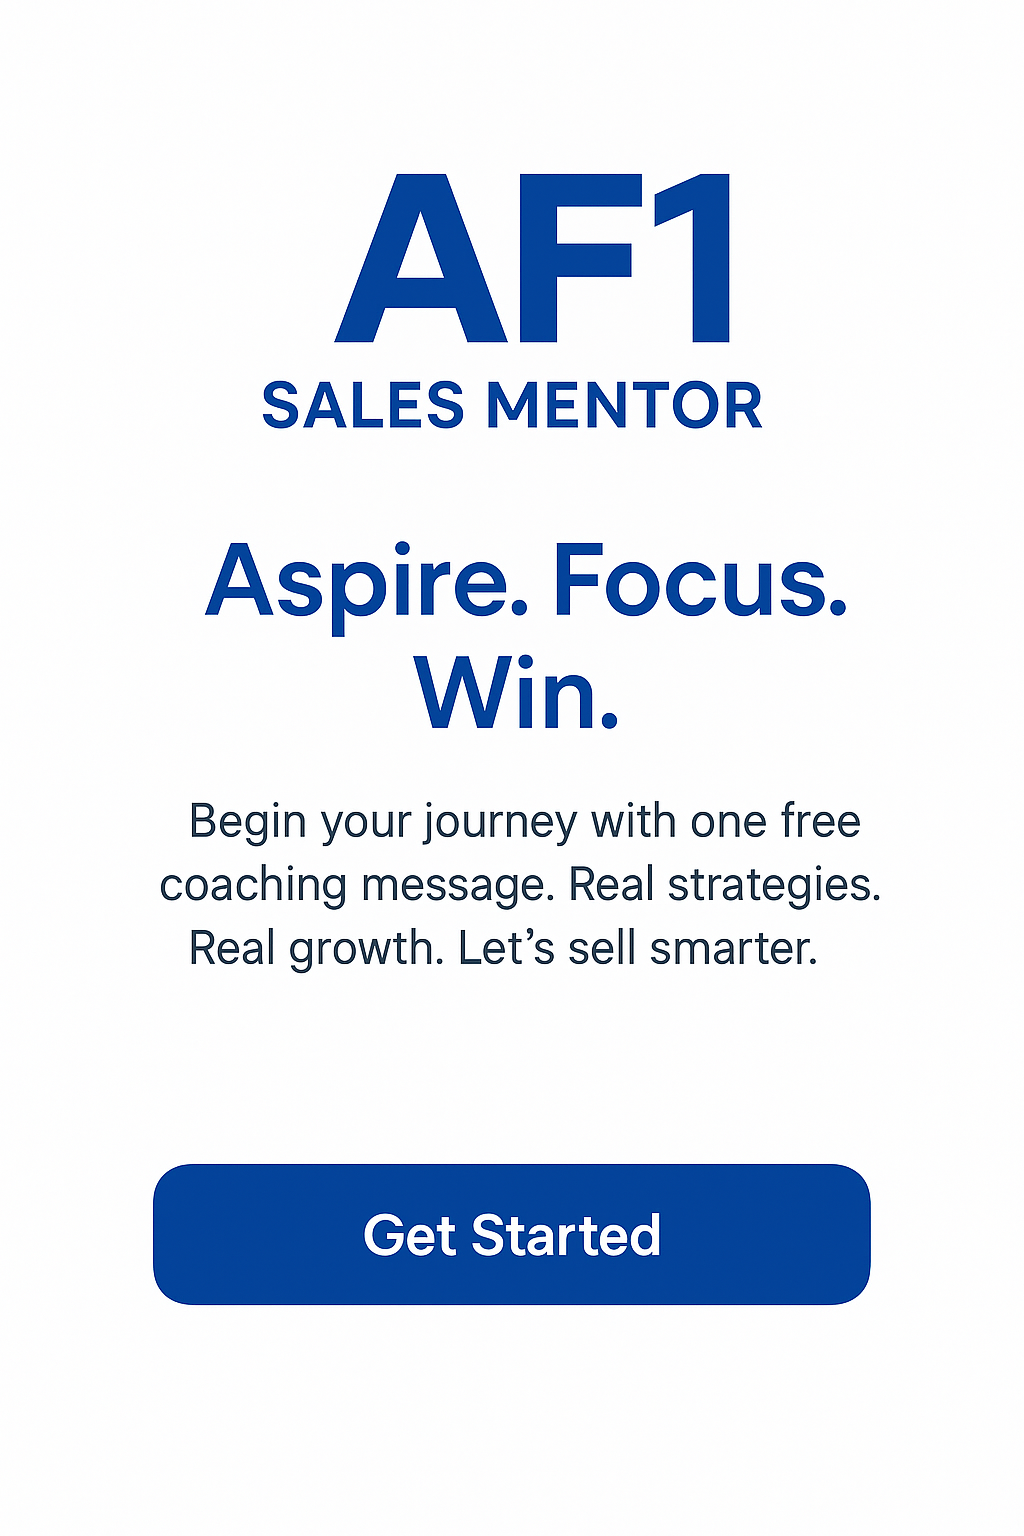 AF1
SALES MENTOR
Aspire. Focus.
Win.
Begin your journey with one free
coaching message. Real strategies.
Real growth. Let’s sell smarter.
Get Started